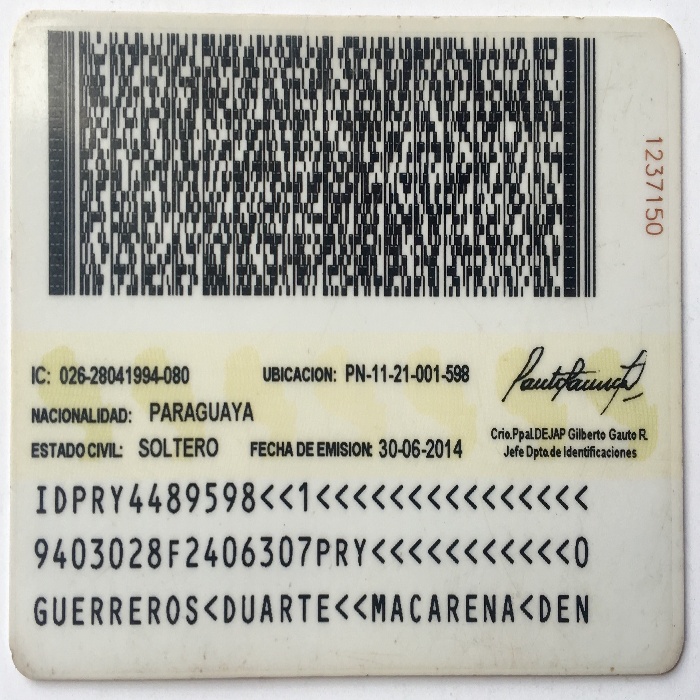 1237150
IC: 026-28041994-080 UBICACION: PN-11-21-001-598
NACIONALIDAD: PARAGUAYA
ESTADO CIVIL: SOLTERO FECHA DE EMISION: 30-06-2014
Crio.Ppal.DEJAP Gilberto Gauto R.
Jefe Dpto.de Identificaciones
IDPRY4489598<<1<<<<<<<<<<<<<<<
9403028F2406307PRY<<<<<<<<<<<0
GUERREROS<DUARTE<<MACARENA<DEN